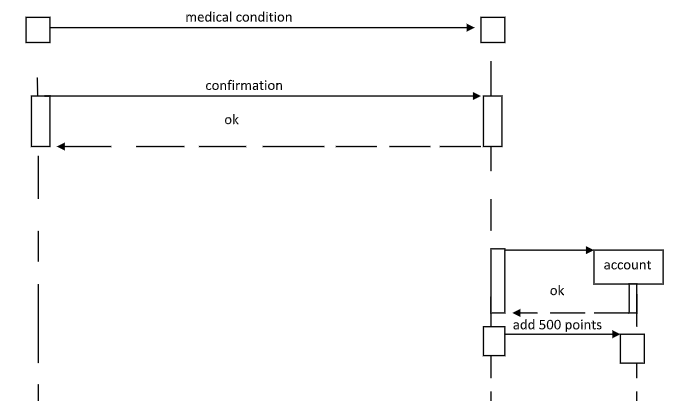 medical condition
confirmation
ok
account
ok
add 500 points